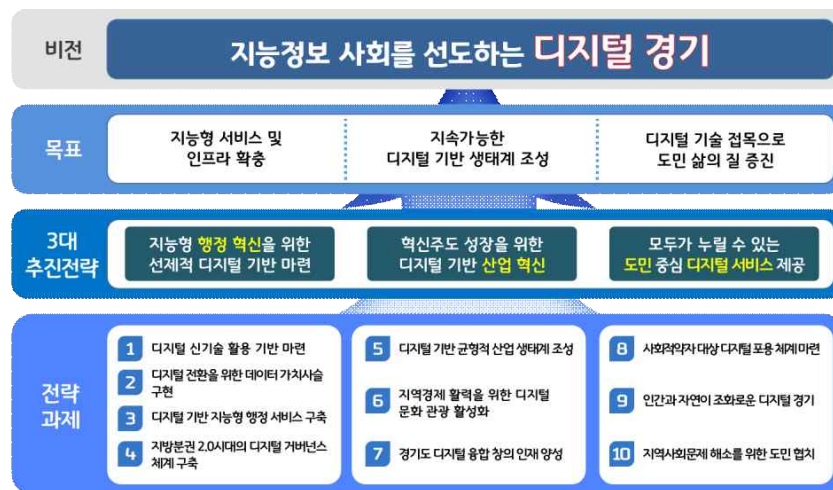 비전
지능정보 사회를 선도하는 디지털 경기
목표
지능형 서비스 및
인프라 확충
지속가능한
디지털 기반 생태계 조성
디지털 기술 접목으로
도민 삶의 질 증진
3대
추진전략
지능형 행정 혁신을 위한
선제적 디지털 기반 마련
혁신주도 성장을 위한
디지털 기반 산업 혁신
모두가 누릴 수 있는
도민 중심 디지털 서비스 제공
전략
과제
1 디지털 신기술 활용 기반 마련
2 디지털 전환을 위한 데이터 가치사슬
구현
3 디지털 기반 지능형 행정 서비스 구축
4 지방분권 2.0시대의 디지털 거버넌스
체계 구축
5 디지털 기반 균형적 산업 생태계 조성
6 지역경제 활력을 위한 디지털
문화 관광 활성화
7 경기도 디지털 융합 창의 인재 양성
8 사회적약자 대상 디지털 포용 체계 마련
9 인간과 자연이 조화로운 디지털 경기
10 지역사회문제 해소를 위한 도민 협치